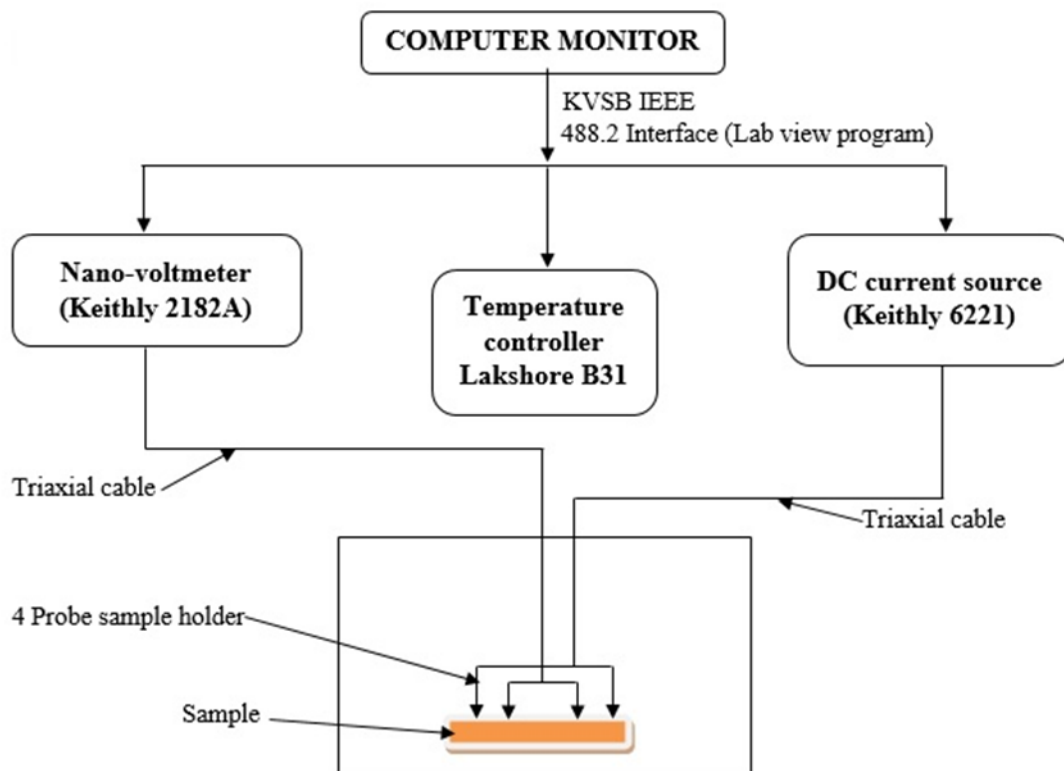 COMPUTER MONITOR
KVSB IEEE
488.2 Interface (Lab view program)
Nano-voltmeter
(Keithly 2182A)
Temperature
controller
Lakshore B31
DC current source
(Keithly 6221)
Triaxial cable
Triaxial cable
4 Probe sample holder
Sample